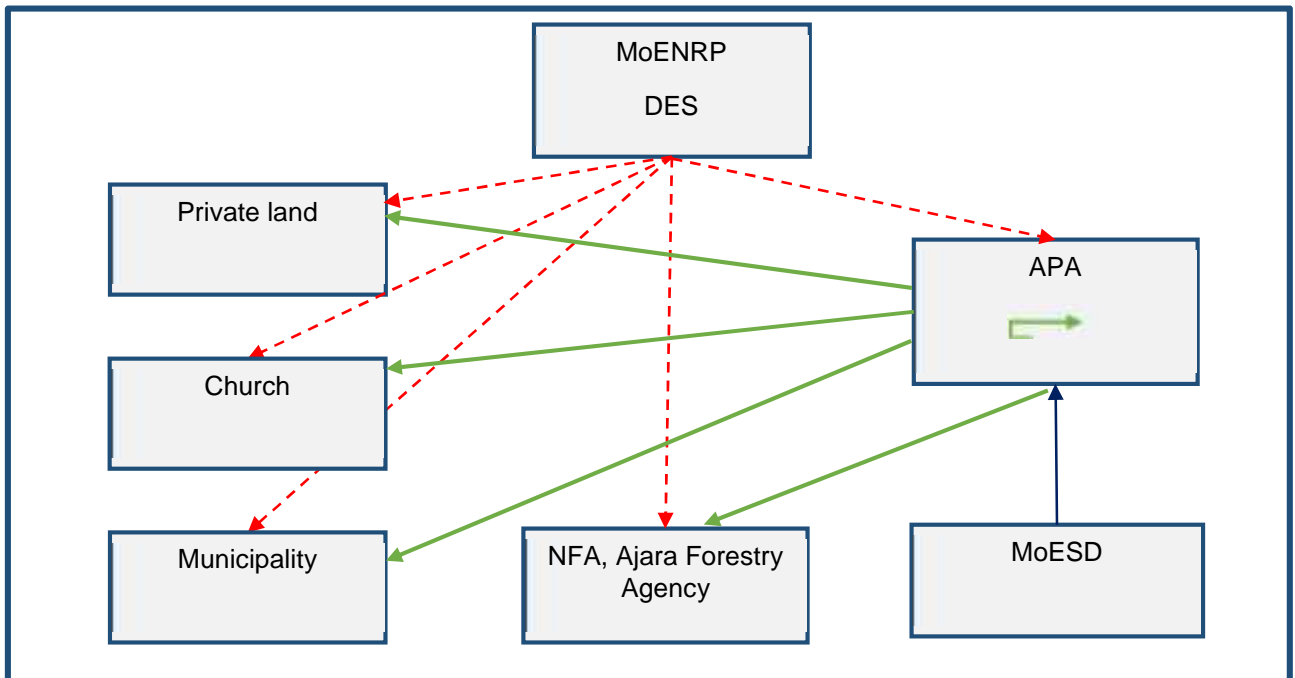 MoENRP
DES
Private land
APA
Church
Municipality
NFA, Ajara Forestry
Agency
MoESD